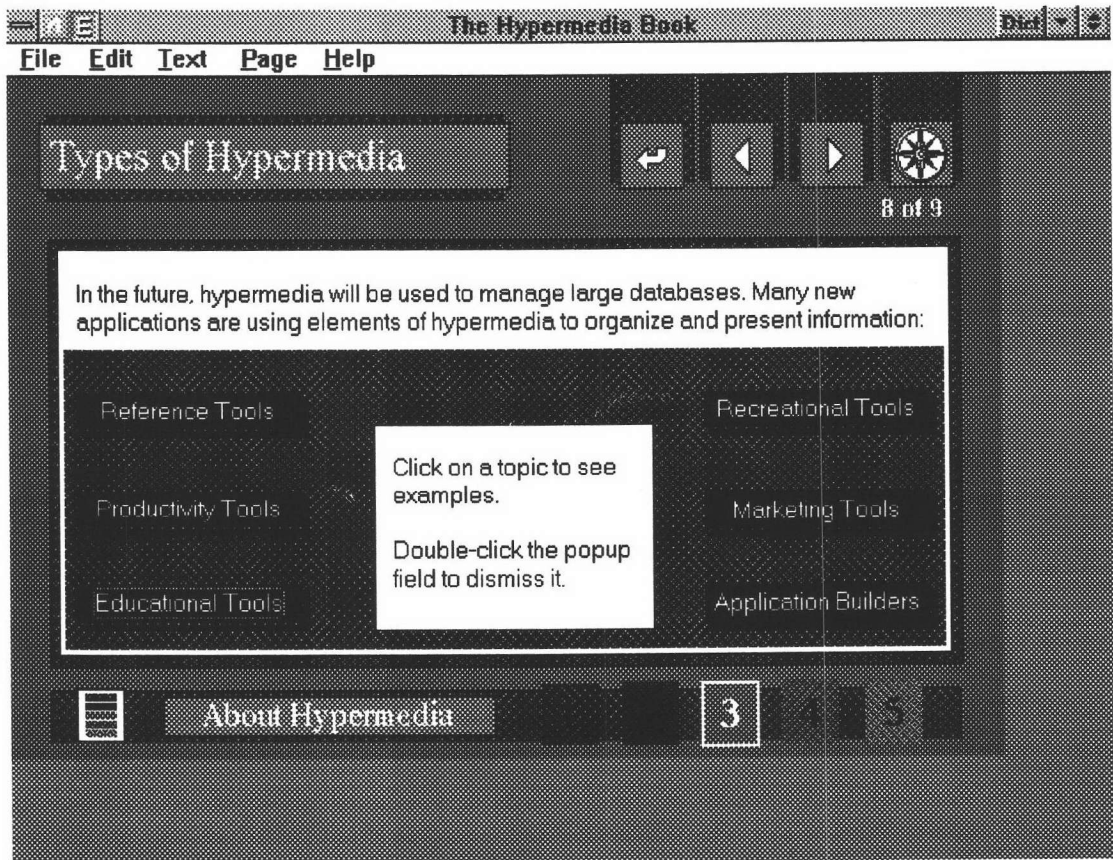 The Hypermedia Book
Dict
File Edit Text Page Help
Types of Hypermedia
8 of 9
In the future, hypermedia will be used to manage large databases. Many new
applications are using elements of hypermedia to organize and present information:
Reference Tools
Recreational Tools
Click on a topic to see
examples.
Productivity Tools
Marketing Tools
Double-click the popup
field to dismiss it.
Educational Tools
Application Builders
About Hypermedia
3
4
5